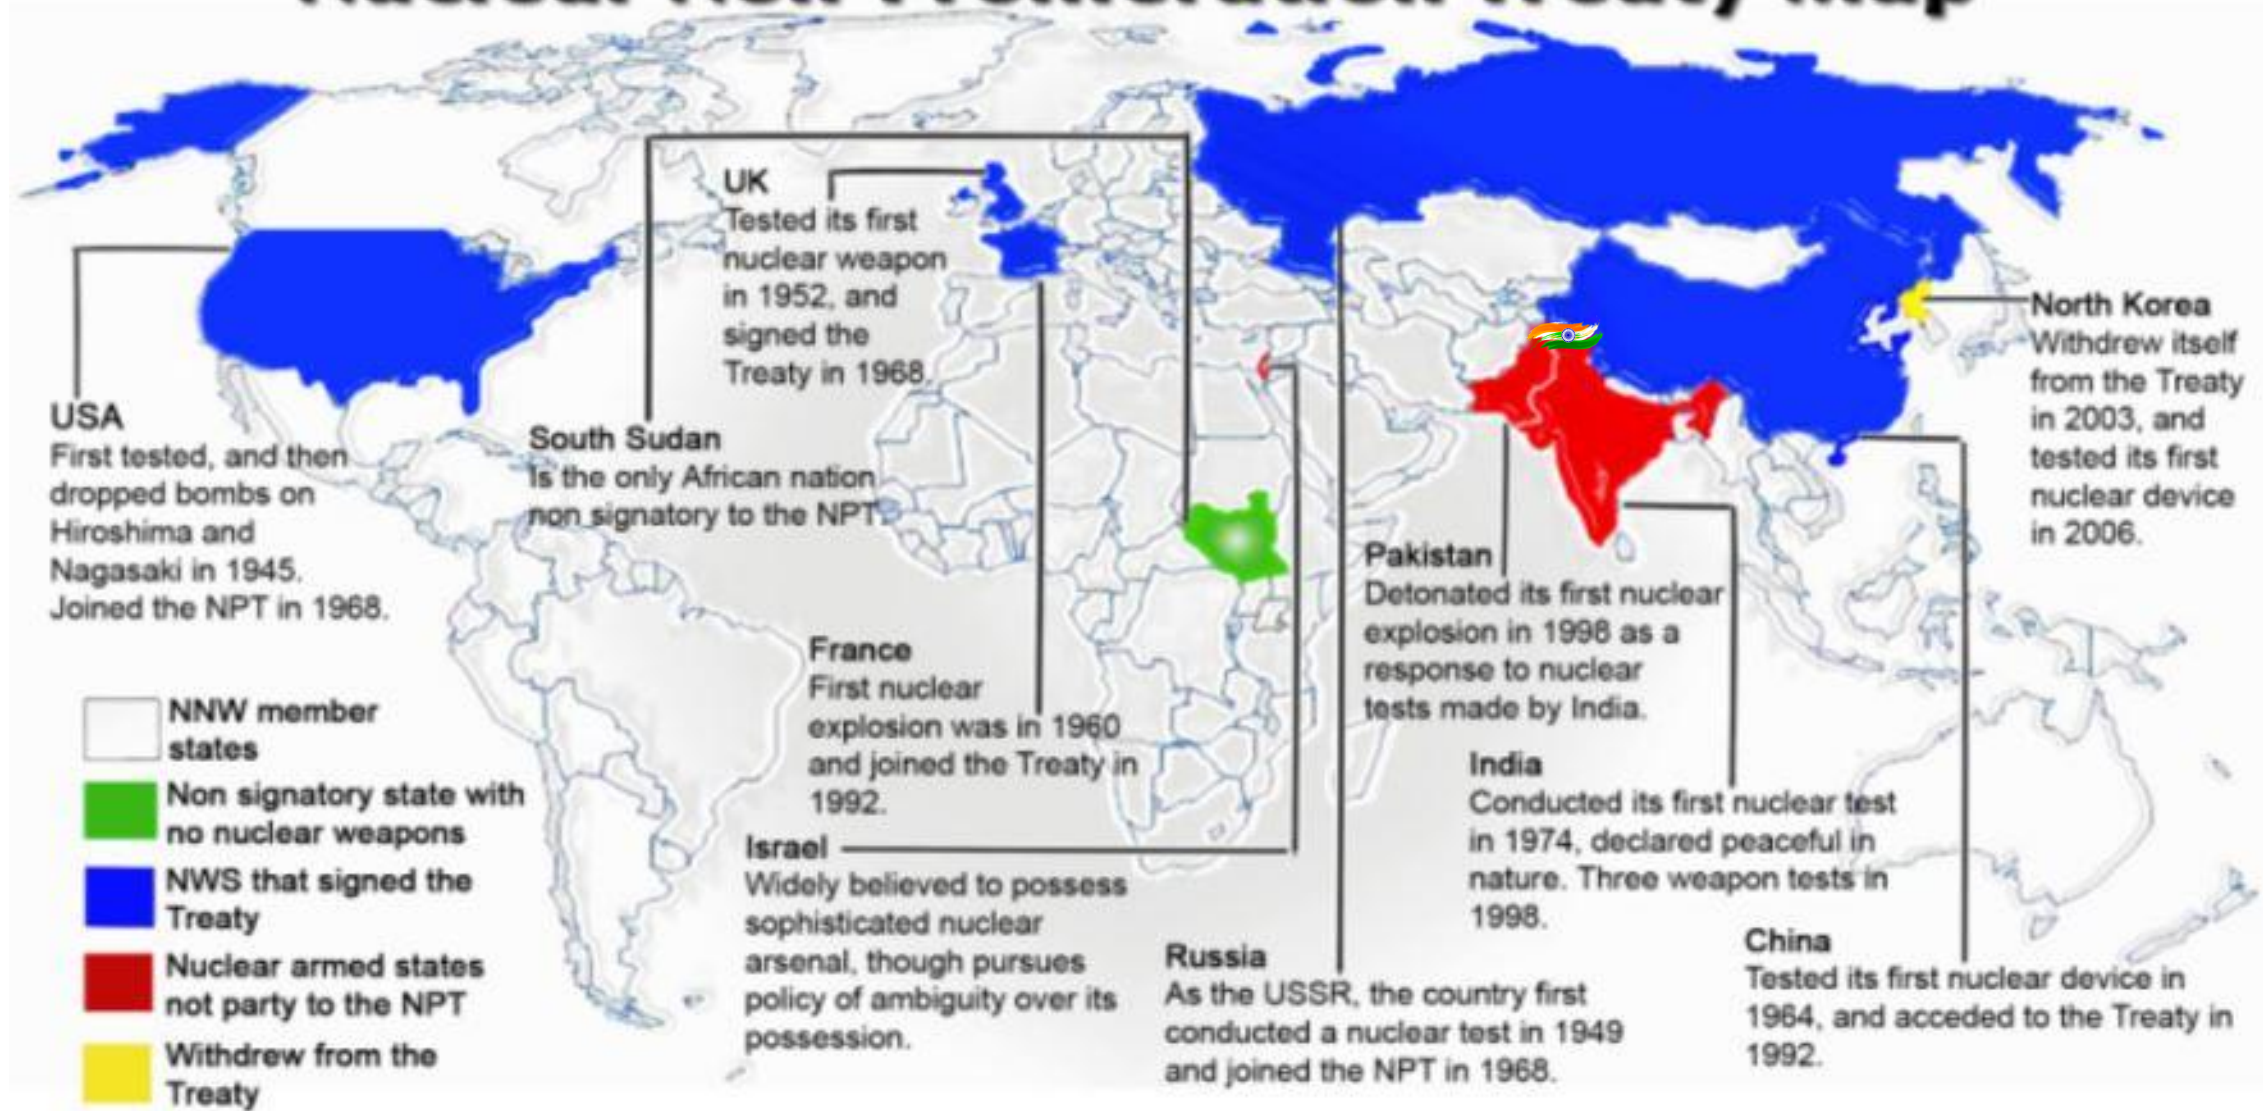 Nuclear Non Proliferation Treaty Map
UK
Tested its first
nuclear weapon
in 1952, and
signed the
Treaty in 1968.
USA
First tested, and then
dropped bombs on
Hiroshima and
Nagasaki in 1945.
Joined the NPT in 1968.
South Sudan
Is the only African nation
non signatory to the NPT.
North Korea
Withdrew itself
from the Treaty
in 2003, and
tested its first
nuclear device
in 2006.
Pakistan
Detonated its first nuclear
explosion in 1998 as a
response to nuclear
tests made by India.
France
First nuclear
explosion was in 1960
and joined the Treaty in
1992.
India
Conducted its first nuclear test
in 1974, declared peaceful in
nature. Three weapon tests in
1998.
Israel
Widely believed to possess
sophisticated nuclear
arsenal, though pursues
policy of ambiguity over its
possession.
Russia
As the USSR, the country first
conducted a nuclear test in 1949
and joined the NPT in 1968.
China
Tested its first nuclear device in
1964, and acceded to the Treaty in
1992.
NNW member
states
Non signatory state with
no nuclear weapons
NWS that signed the
Treaty
Nuclear armed states
not party to the NPT
Withdrew from the
Treaty